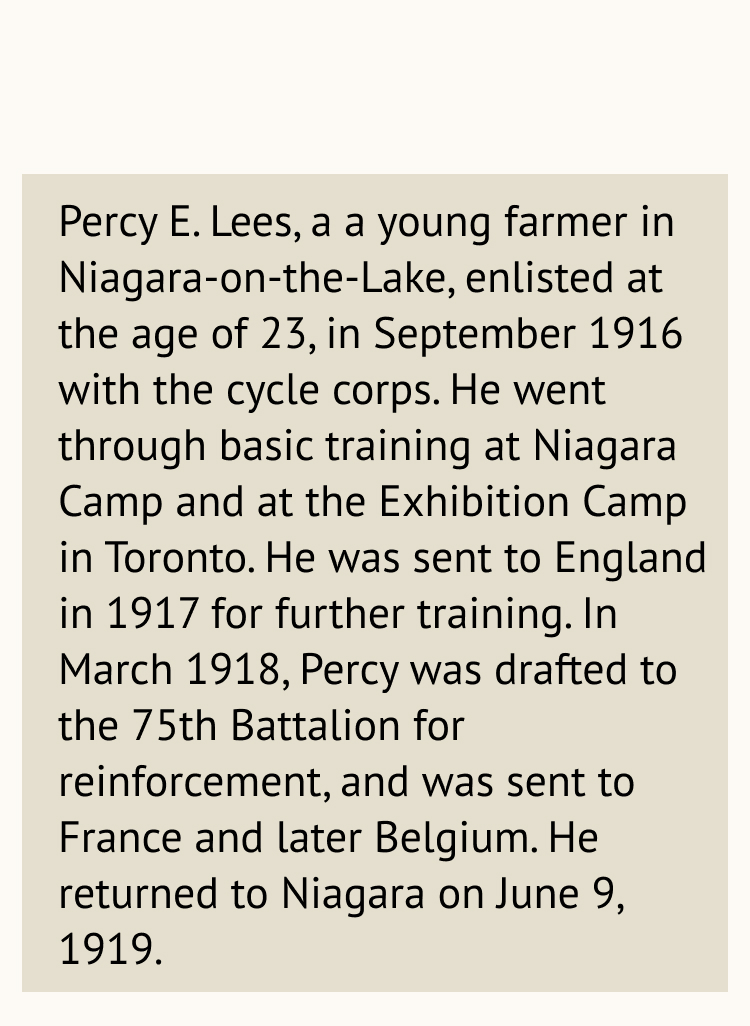 Percy E. Lees, a a young farmer in
Niagara-on-the-Lake, enlisted at
the age of 23, in September 1916
with the cycle corps. He went
through basic training at Niagara
Camp and at the Exhibition Camp
in Toronto. He was sent to England
in 1917 for further training. In
March 1918, Percy was drafted to
the 75th Battalion for
reinforcement, and was sent to
France and later Belgium. He
returned to Niagara on June 9,
1919.